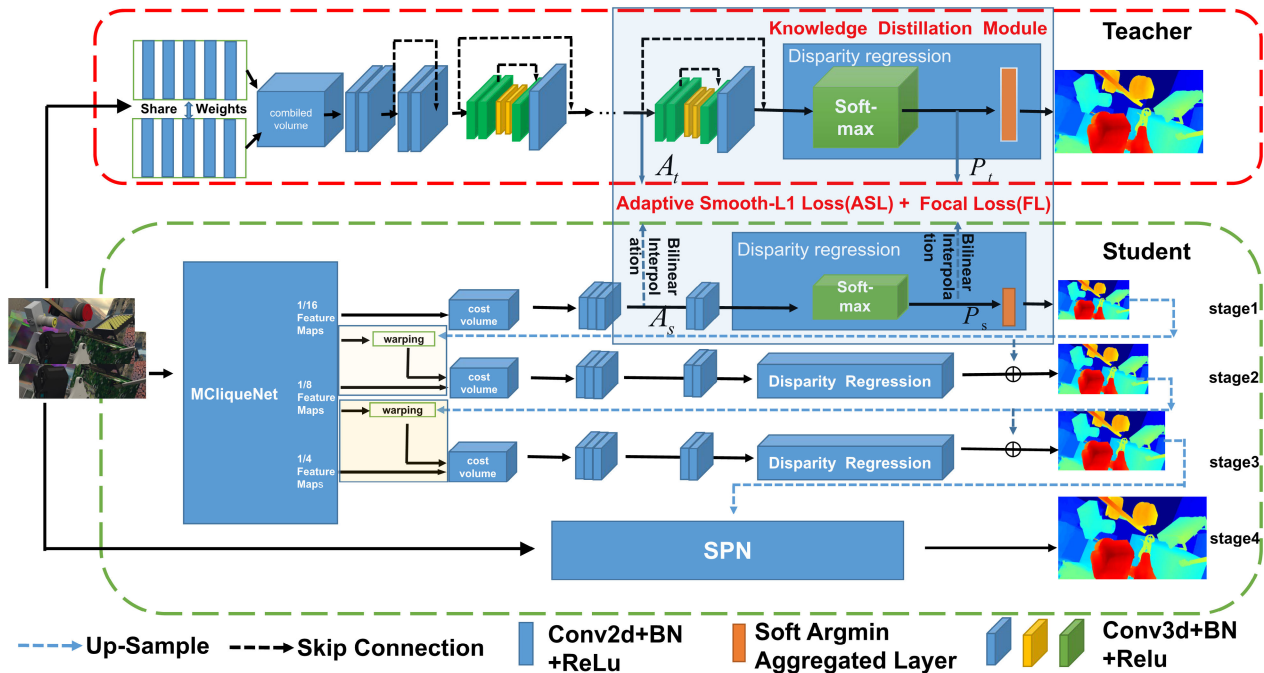 Knowledge Distillation Module
Teacher
Disparity regression
Share Weights
combiled
volume
...
Soft-
max
A_t
P_t
Adaptive Smooth-L1 Loss(ASL) + Focal Loss(FL)
Student
Bilinear
Interpol
ation
Disparity regression
Bilinear
Interpola
tion
1/16
Feature
Maps
cost
volume
A_s
Soft-
max
P_s
stage1
warping
MCliqueNet
1/8
Feature
Maps
cost
volume
Disparity Regression
stage2
warping
1/4
Feature
Maps
cost
volume
Disparity Regression
stage3
SPN
stage4
Up-Sample
Skip Connection
Conv2d+BN
+ReLu
Soft Argmin
Aggregated Layer
Conv3d+BN
+Relu